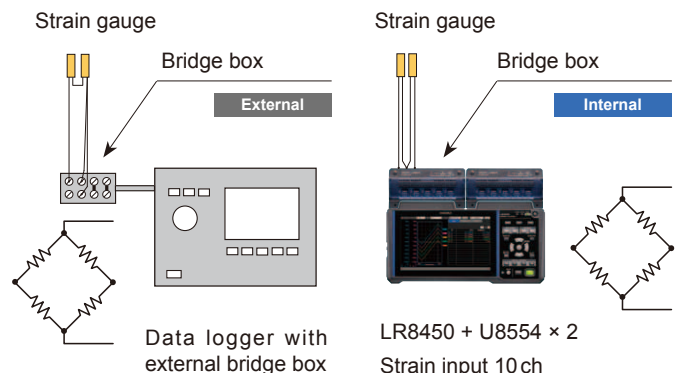 Strain gauge
Bridge box
External
Data logger with
external bridge box
Strain gauge
Bridge box
Internal
LR8450 + U8554 × 2
Strain input 10 ch